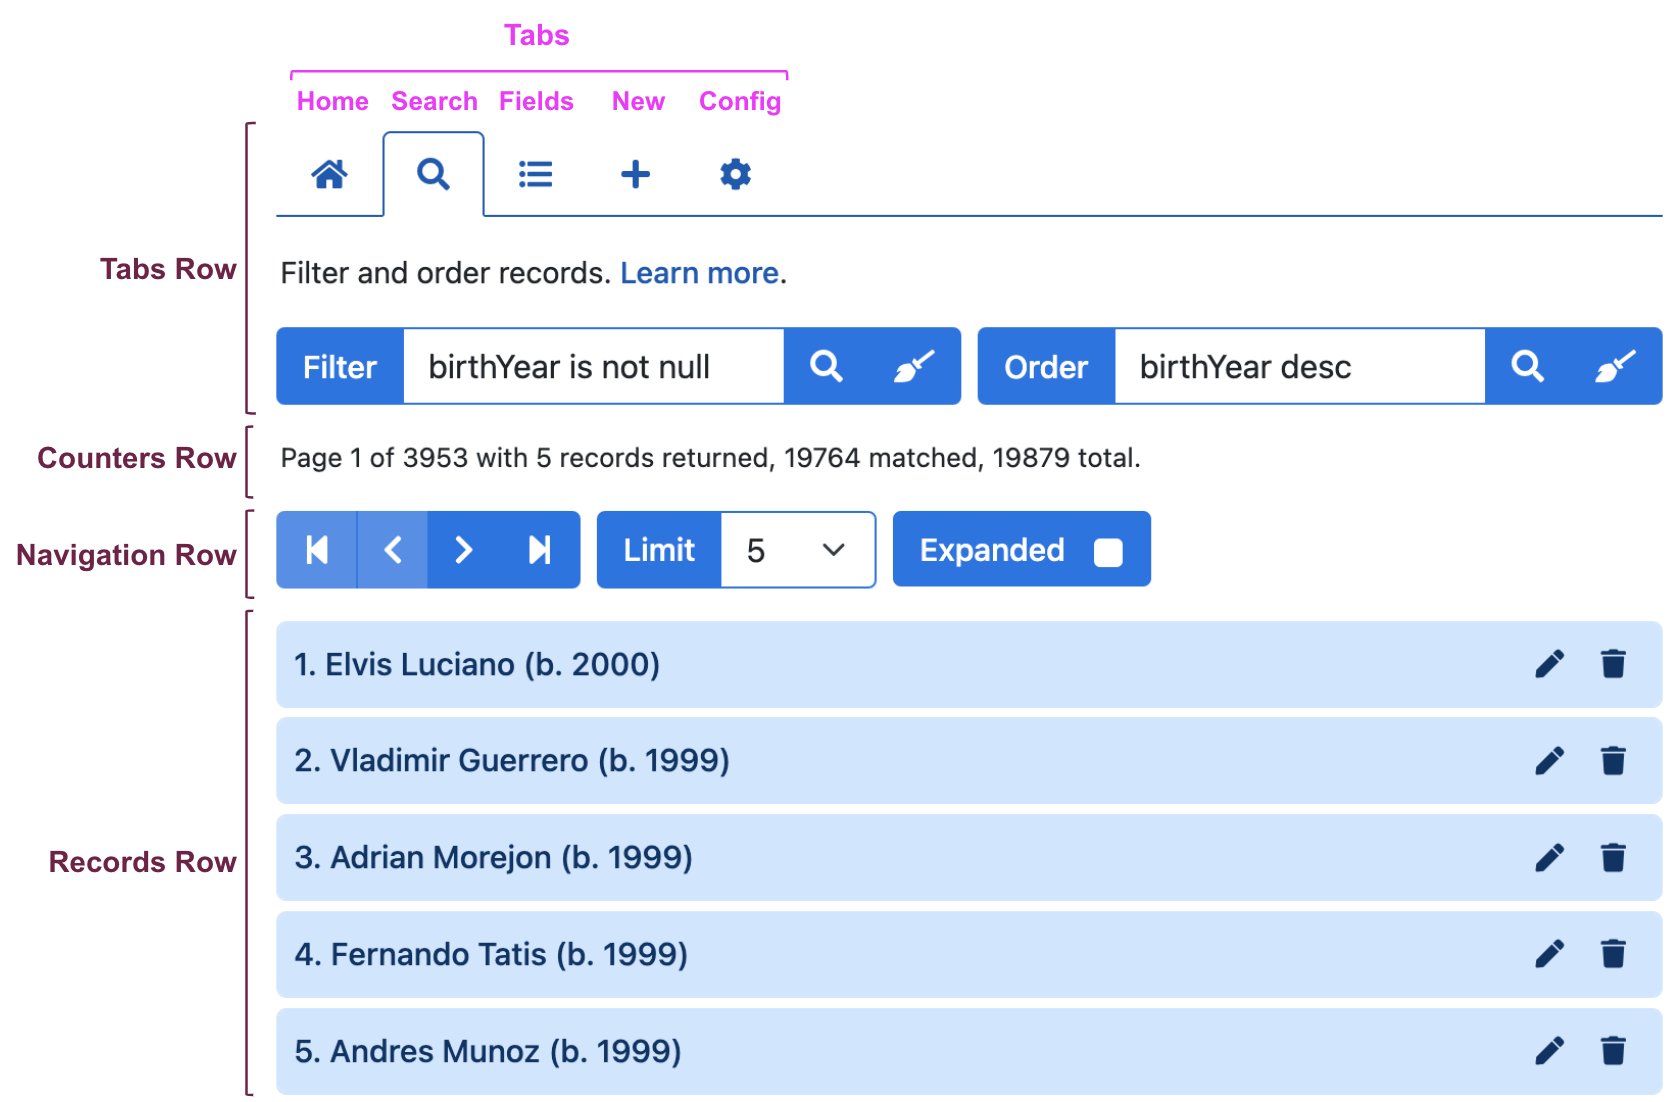 Tabs
Home Search Fields New Config
Tabs Row
Filter and order records. Learn more.
Filter birthYear is not null Order birthYear desc
Counters Row Page 1 of 3953 with 5 records returned, 19764 matched, 19879 total.
Navigation Row Limit 5 Expanded
1. Elvis Luciano (b. 2000)
2. Vladimir Guerrero (b. 1999)
Records Row 3. Adrian Morejon (b. 1999)
4. Fernando Tatis (b. 1999)
5. Andres Munoz (b. 1999)